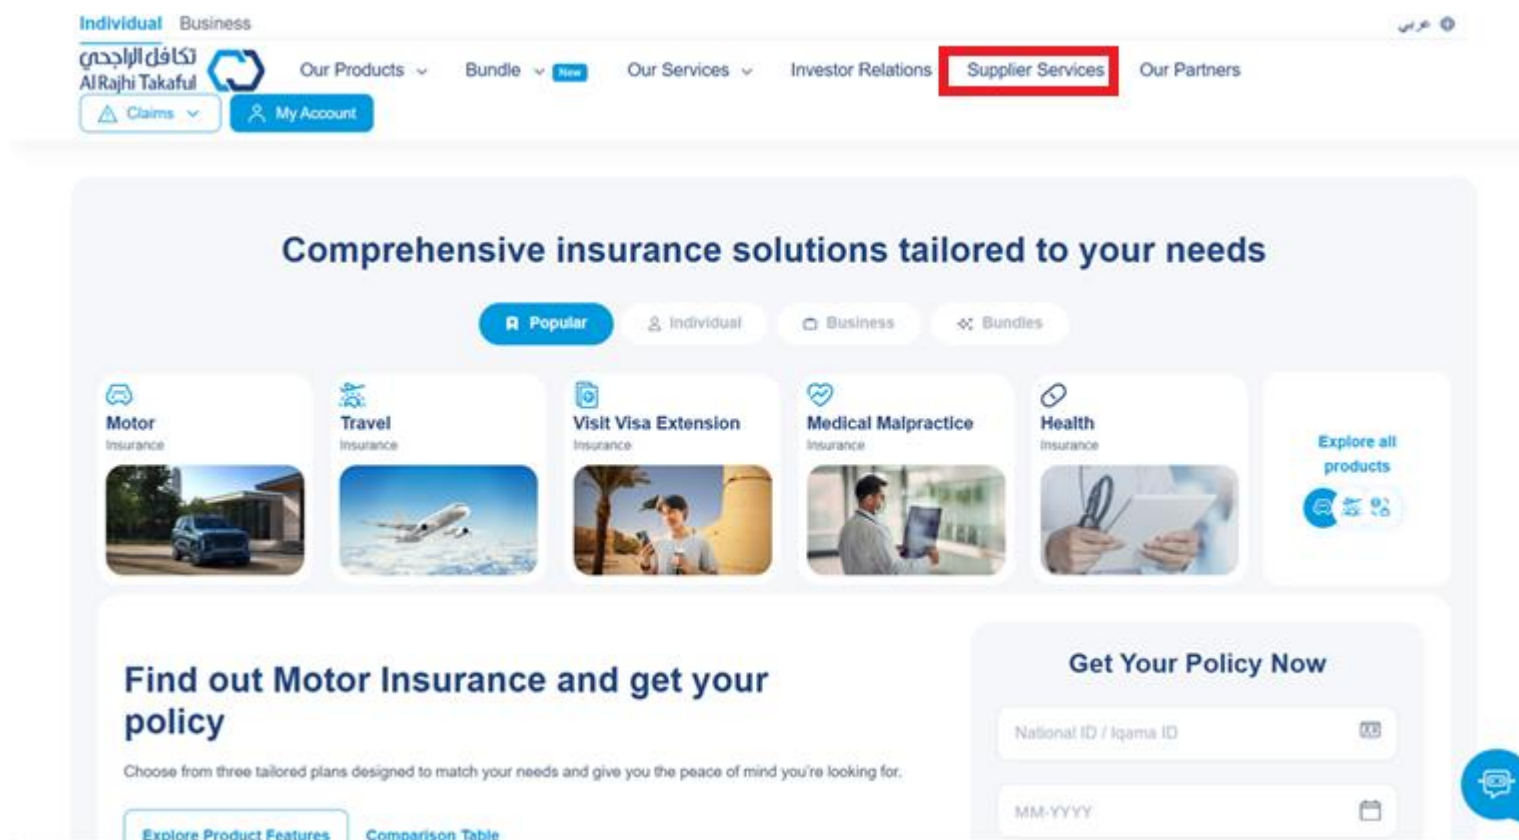 Individual Business
عربي
تكافل الراجحي
Al Rajhi Takaful
Our Products Bundle New Our Services Investor Relations Supplier Services Our Partners
Claims My Account
Comprehensive insurance solutions tailored to your needs
Popular Individual Business Bundles
Motor
Insurance
Travel
Insurance
Visit Visa Extension
Insurance
Medical Malpractice
Insurance
Health
Insurance
Explore all
products
Find out Motor Insurance and get your
policy
Choose from three tailored plans designed to match your needs and give you the peace of mind you're looking for.
Explore Product Features Comparison Table
Get Your Policy Now
National ID / Iqama ID
MM-YYYY